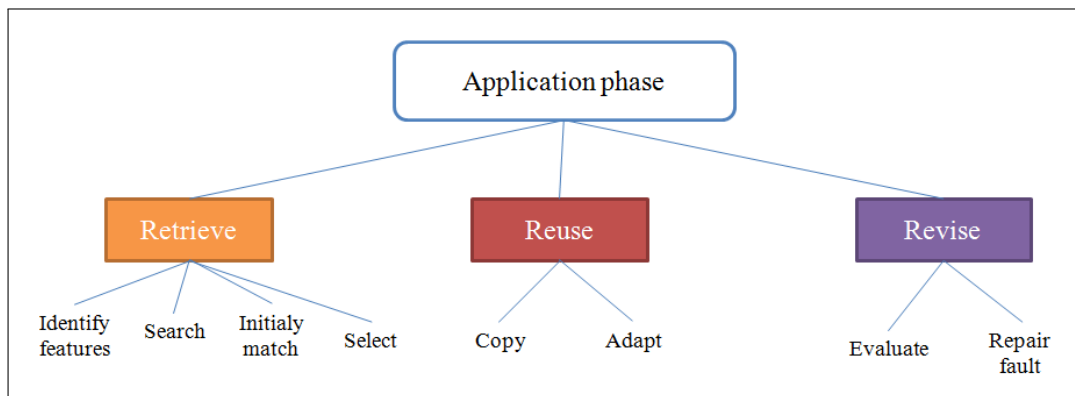 Application phase
Retrieve
Reuse
Revise
Identify
features
Search
Initialy
match
Select
Copy
Adapt
Evaluate
Repair
fault